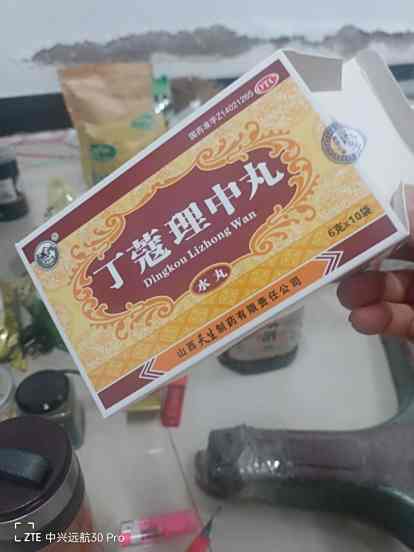 国药准字Z14021265
OTC
丁蔻理中丸
Dingkou Lizhong Wan
水丸
6克×10袋
山西天生制药有限责任公司
ZTE 中兴远航30 Pro